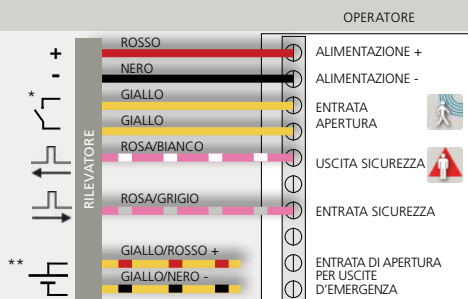 OPERATORE
ROSSO
+
ALIMENTAZIONE +
NERO
-
ALIMENTAZIONE -
GIALLO
*
ENTRATA
APERTURA
GIALLO
RILEVATORE
ROSA/BIANCO
USCITA SICUREZZA
ROSA/GRIGIO
ENTRATA SICUREZZA
GIALLO/ROSSO +
**
GIALLO/NERO -
ENTRATA DI APERTURA
PER USCITE
D'EMERGENZA